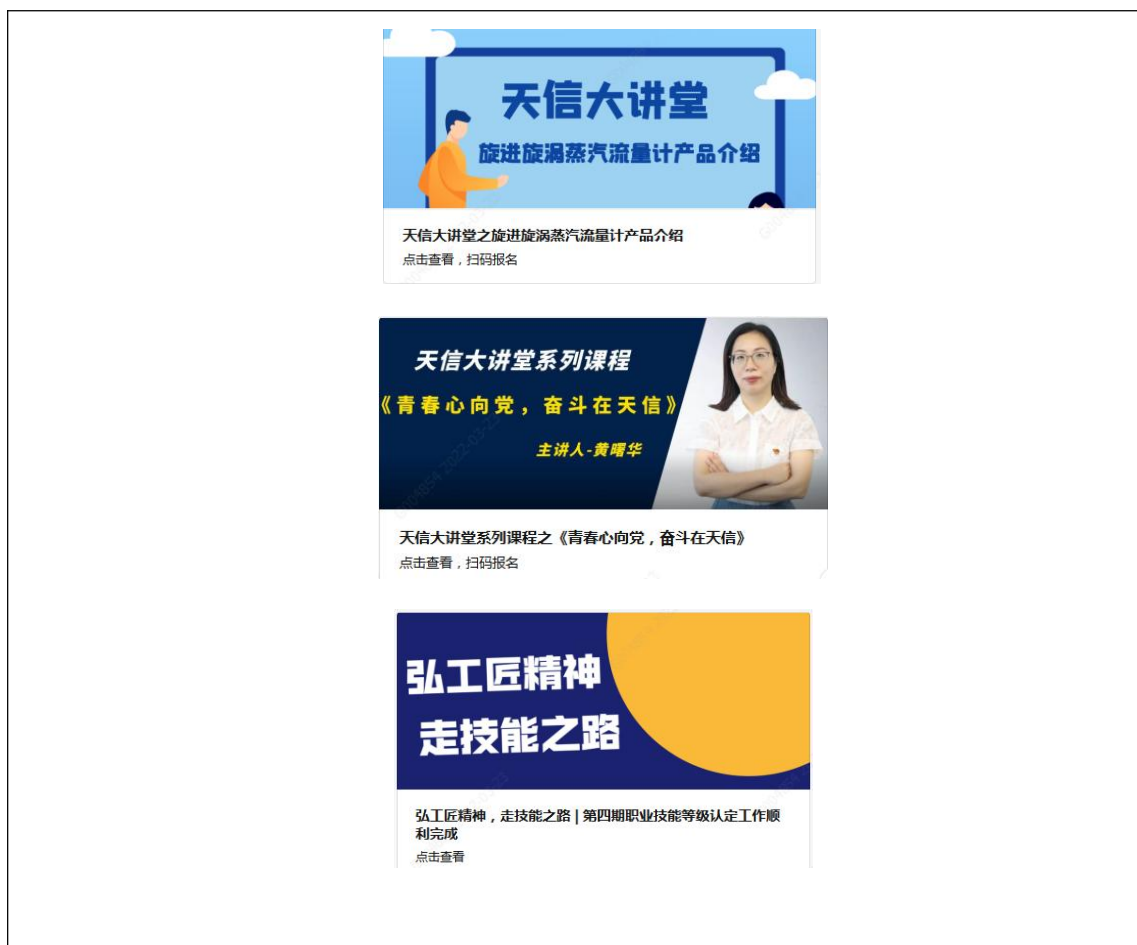 天信大讲堂
旋进旋涡蒸汽流量计产品介绍
天信大讲堂之旋进旋涡蒸汽流量计产品介绍
点击查看，扫码报名
天信大讲堂系列课程
《青春心向党，奋斗在天信》
主讲人-黄曙华
天信大讲堂系列课程之《青春心向党，奋斗在天信》
点击查看，扫码报名
弘工匠精神
走技能之路
弘工匠精神，走技能之路 | 第四期职业技能等级认定工作顺
利完成
点击查看